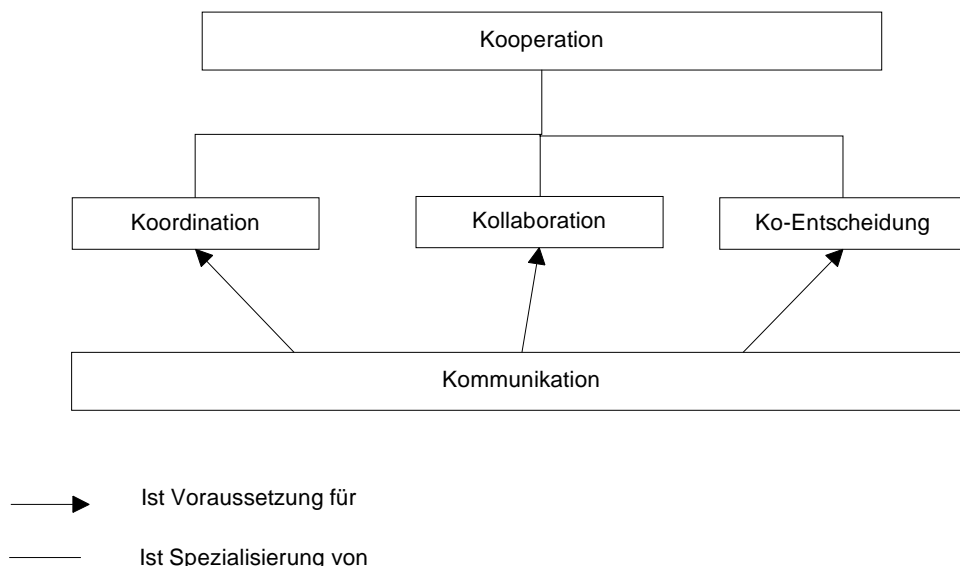 Kooperation
Koordination
Kollaboration
Ko-Entscheidung
Kommunikation
Ist Voraussetzung für
Ist Spezialisierung von